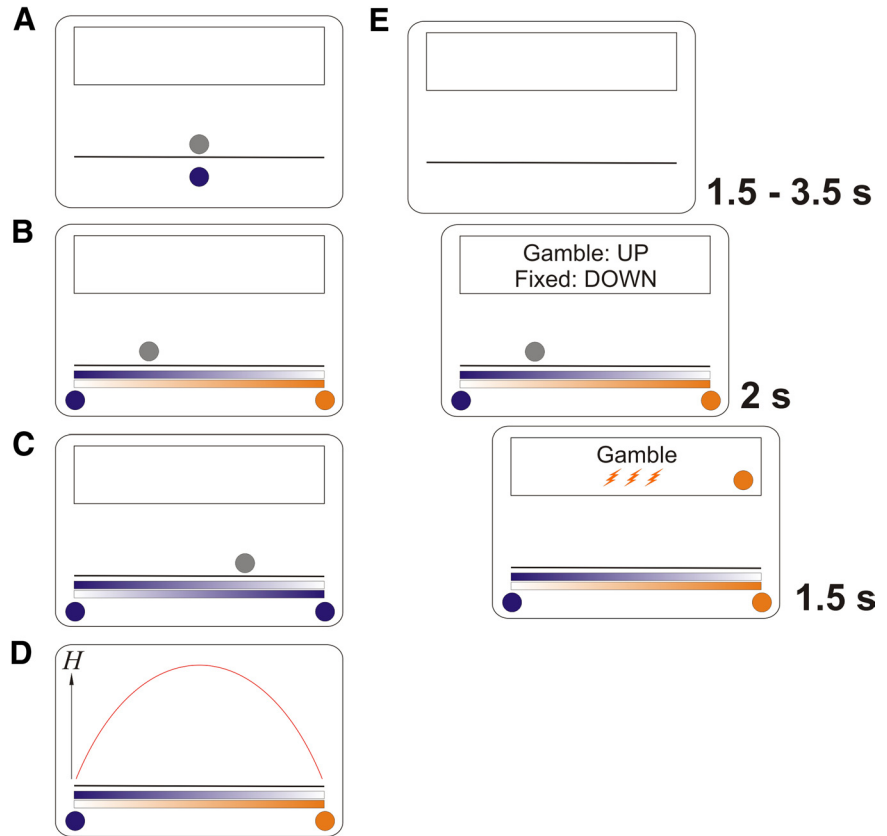 A
B
C
D
H
E
1.5 - 3.5 s
Gamble: UP
Fixed: DOWN
2 s
Gamble
1.5 s